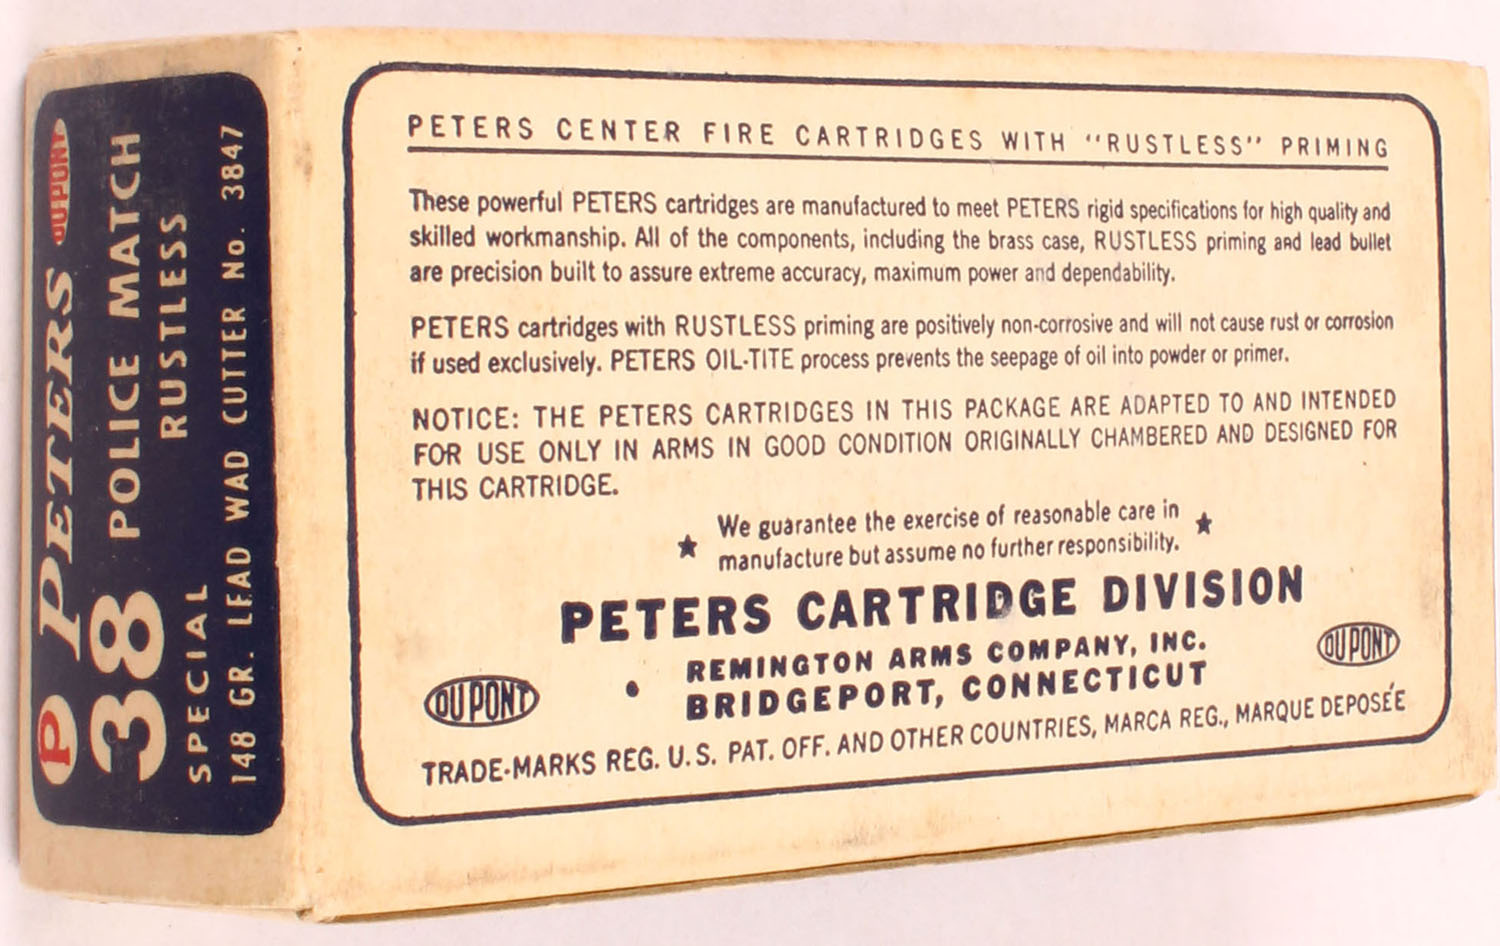 P PETERS DUPONT
38 POLICE MATCH
SPECIAL RUSTLESS
148 GR. LEAD WAD CUTTER No. 3847
PETERS CENTER FIRE CARTRIDGES WITH "RUSTLESS" PRIMING
These powerful PETERS cartridges are manufactured to meet PETERS rigid specifications for high quality and
skilled workmanship. All of the components, including the brass case, RUSTLESS priming and lead bullet
are precision built to assure extreme accuracy, maximum power and dependability.
PETERS cartridges with RUSTLESS priming are positively non-corrosive and will not cause rust or corrosion
if used exclusively. PETERS OIL-TITE process prevents the seepage of oil into powder or primer.
NOTICE: THE PETERS CARTRIDGES IN THIS PACKAGE ARE ADAPTED TO AND INTENDED
FOR USE ONLY IN ARMS IN GOOD CONDITION ORIGINALLY CHAMBERED AND DESIGNED FOR
THIS CARTRIDGE.
★ We guarantee the exercise of reasonable care in ★
manufacture but assume no further responsibility.
PETERS CARTRIDGE DIVISION
REMINGTON ARMS COMPANY, INC.
BRIDGEPORT, CONNECTICUT
DU PONT
DU PONT
TRADE-MARKS REG. U.S. PAT. OFF. AND OTHER COUNTRIES, MARCA REG., MARQUE DEPOSÉE